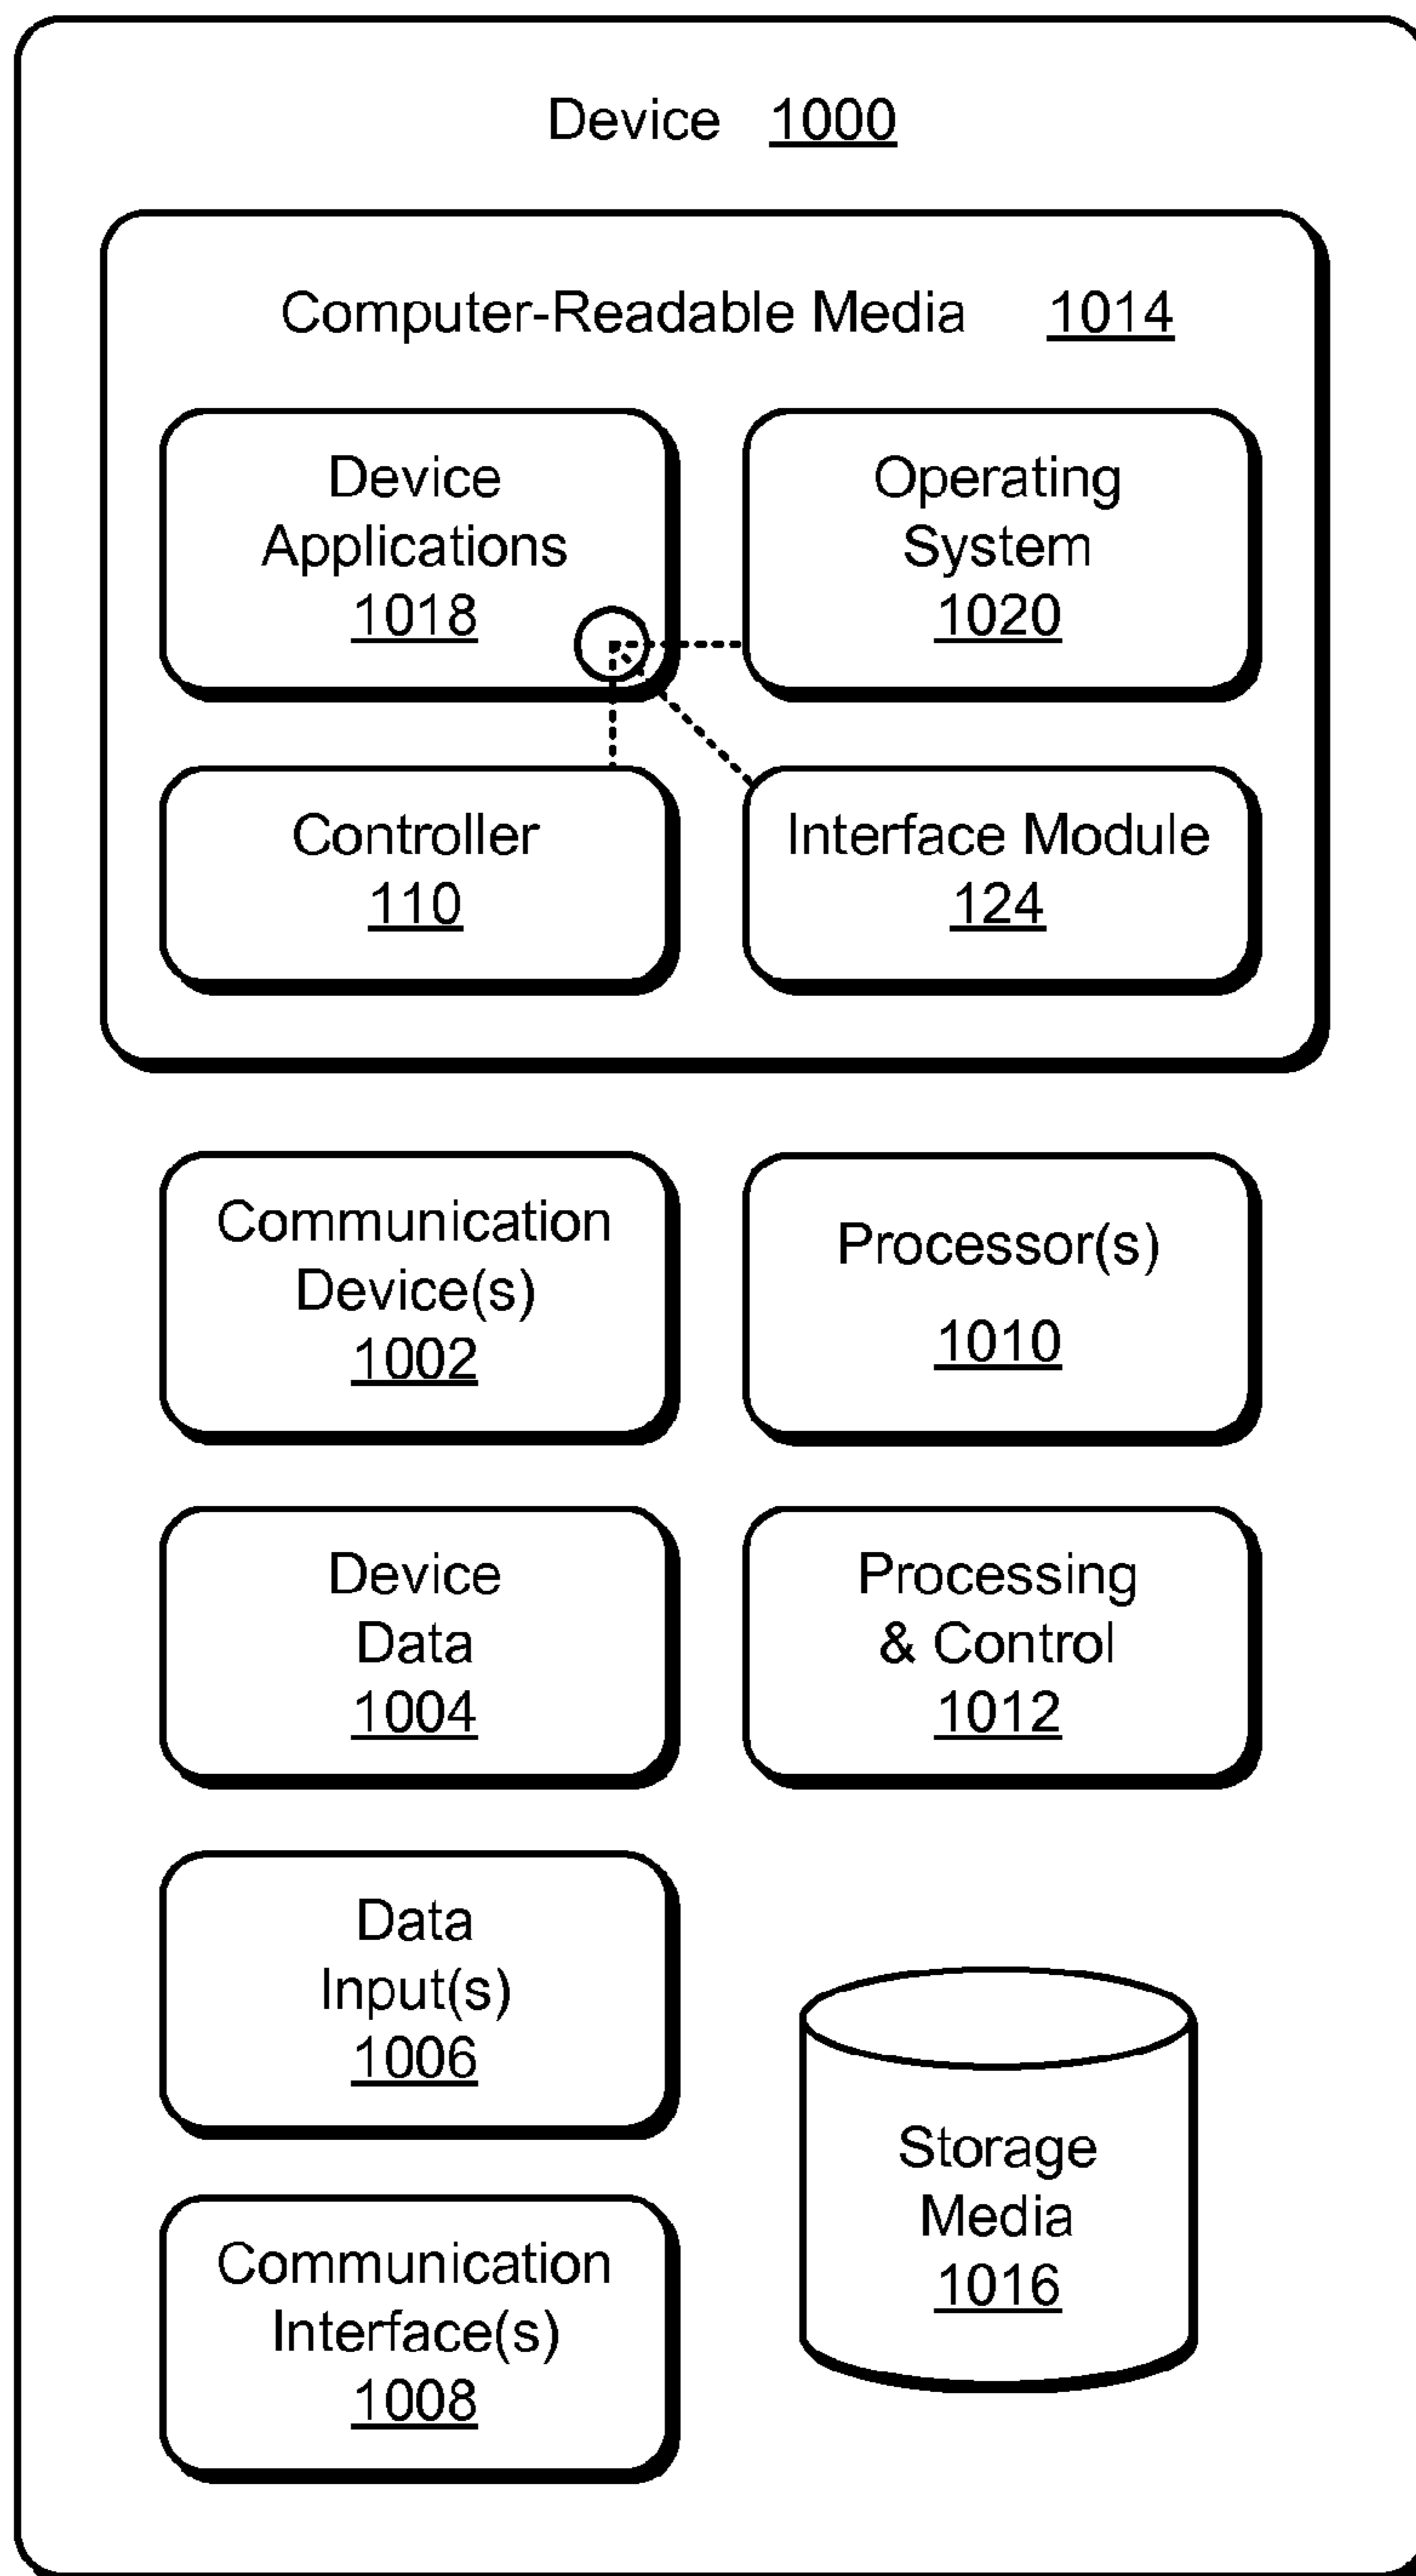 Device 1000
Computer-Readable Media 1014
Device
Applications
1018
Operating
System
1020
Controller
110
Interface Module
124
Communication
Device(s)
1002
Processor(s)
1010
Device
Data
1004
Processing
& Control
1012
Data
Input(s)
1006
Storage
Media
1016
Communication
Interface(s)
1008